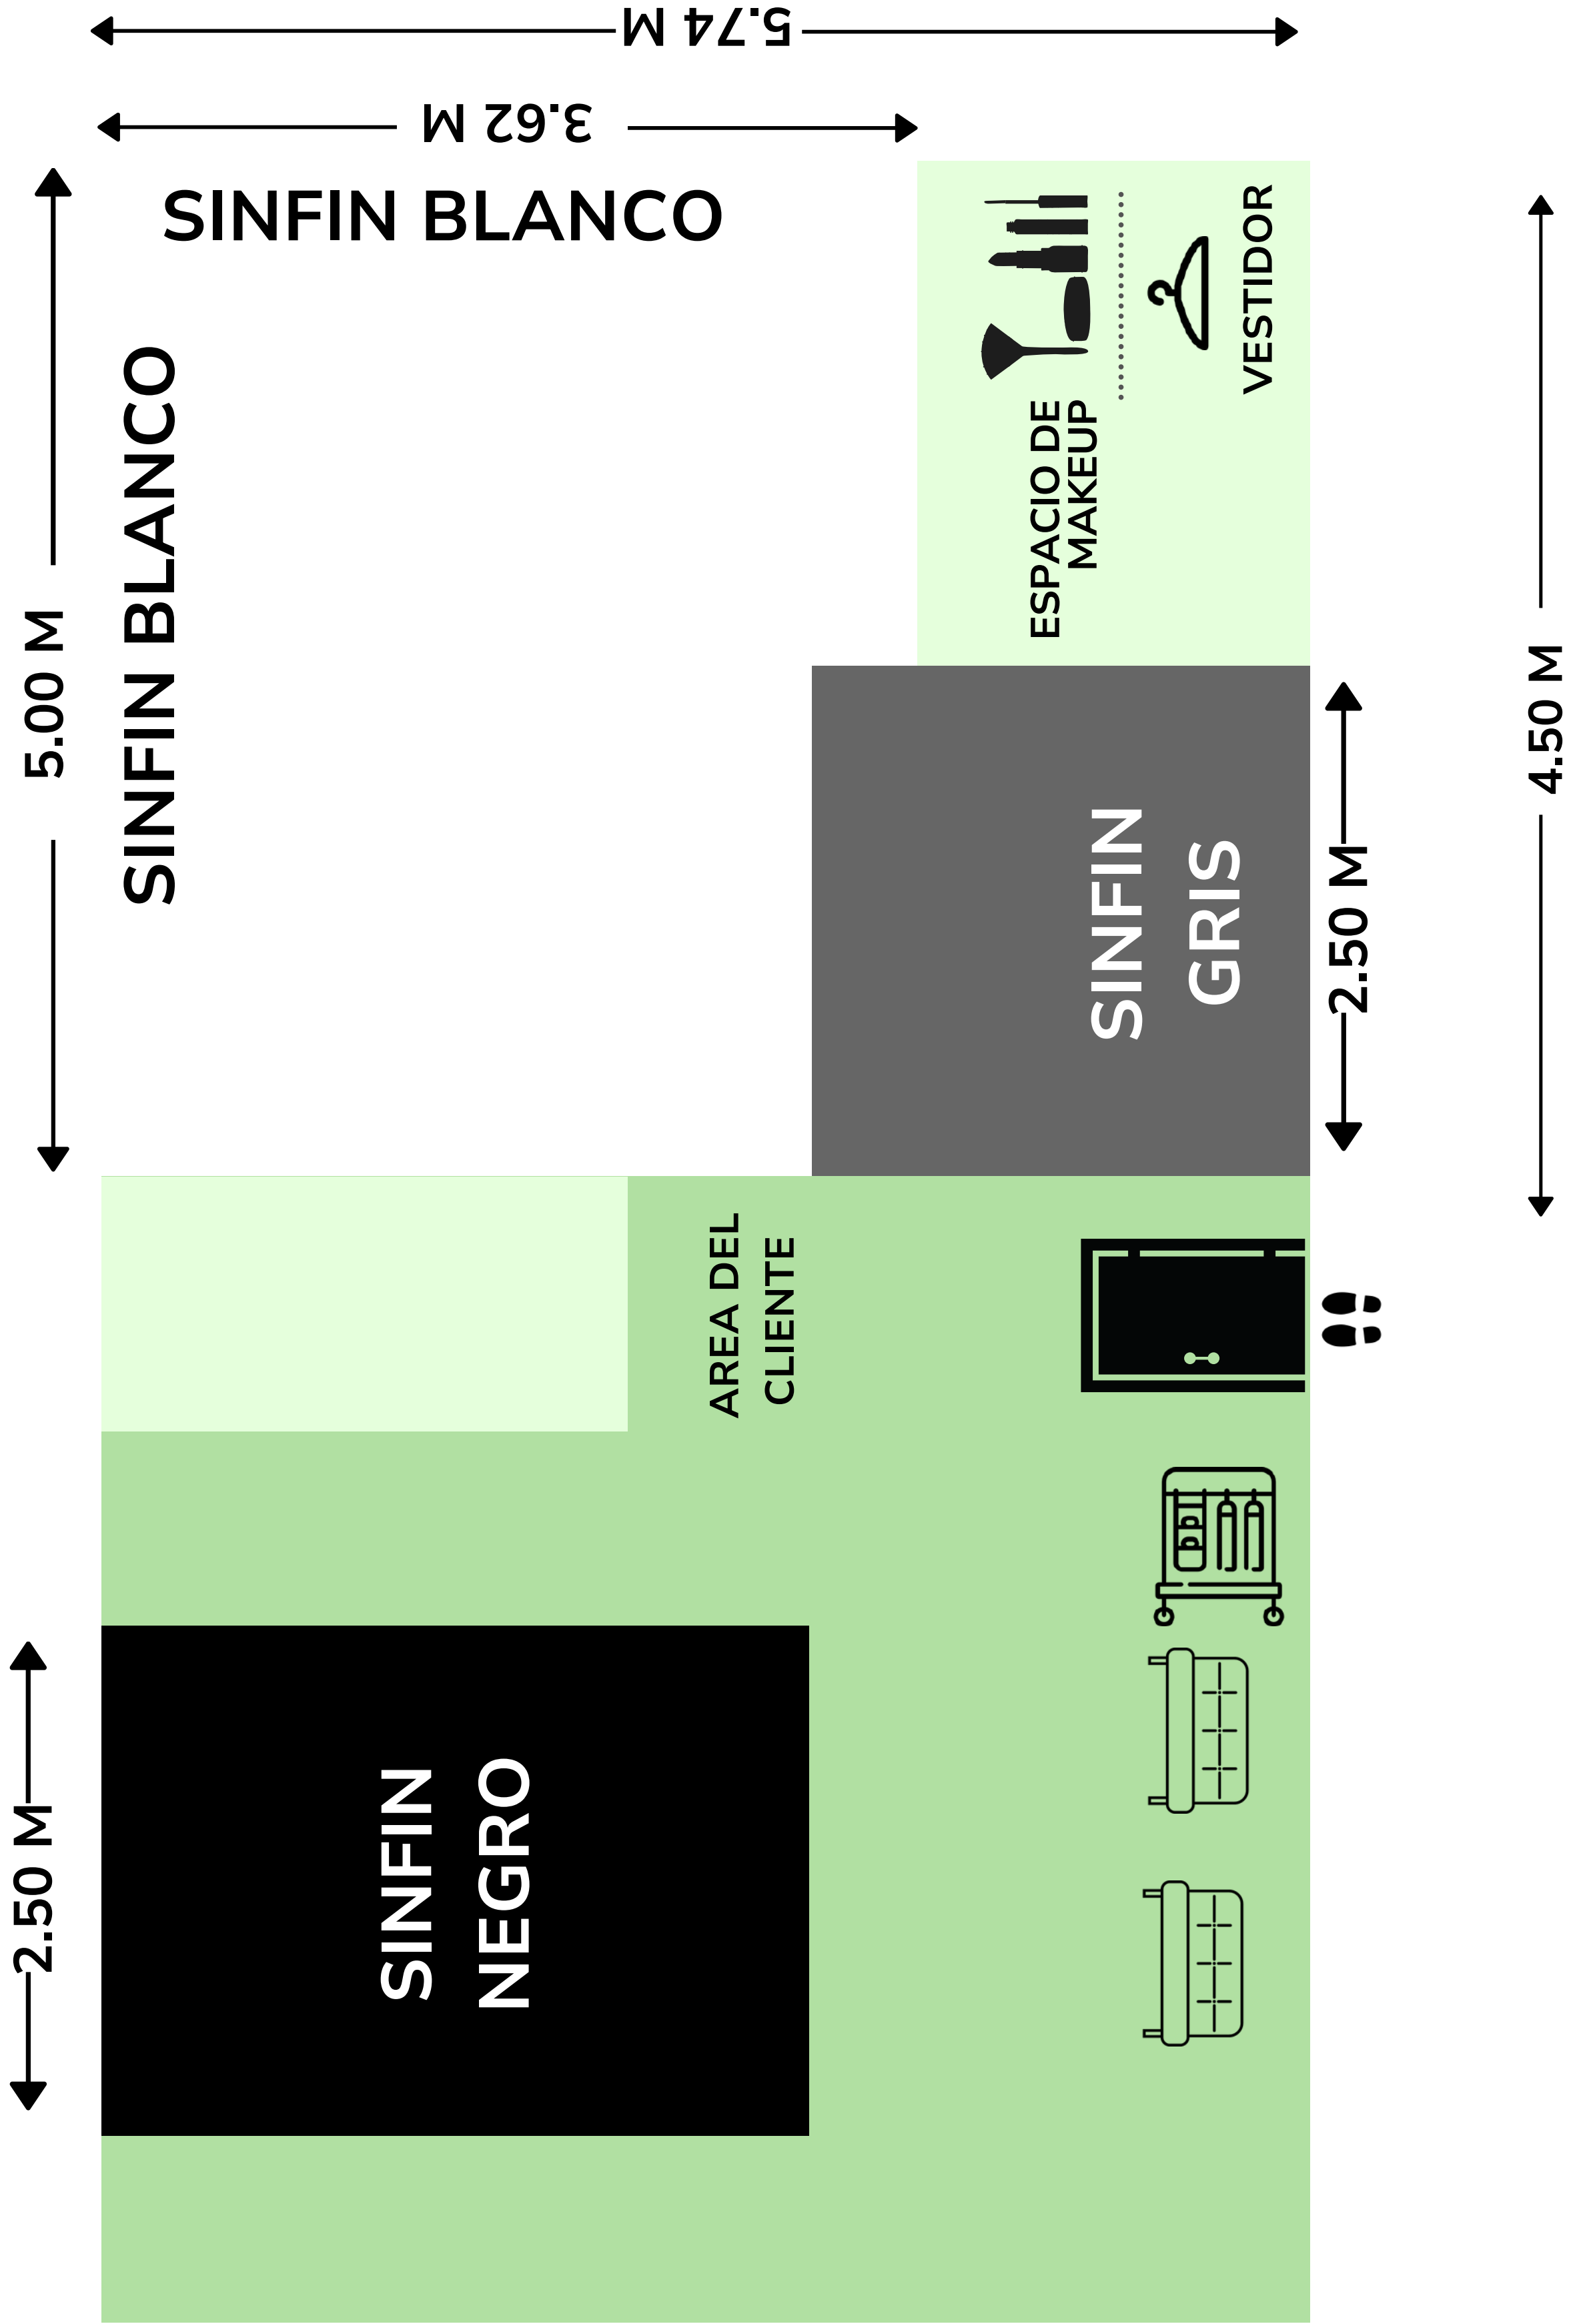 5.74 M
3.62 M
SINFIN BLANCO
SINFIN BLANCO
5.00 M
ESPACIO DE
MAKEUP
VESTIDOR
4.50 M
SINFIN
GRIS
2.50 M
AREA DEL
CLIENTE
2.50 M
SINFIN
NEGRO